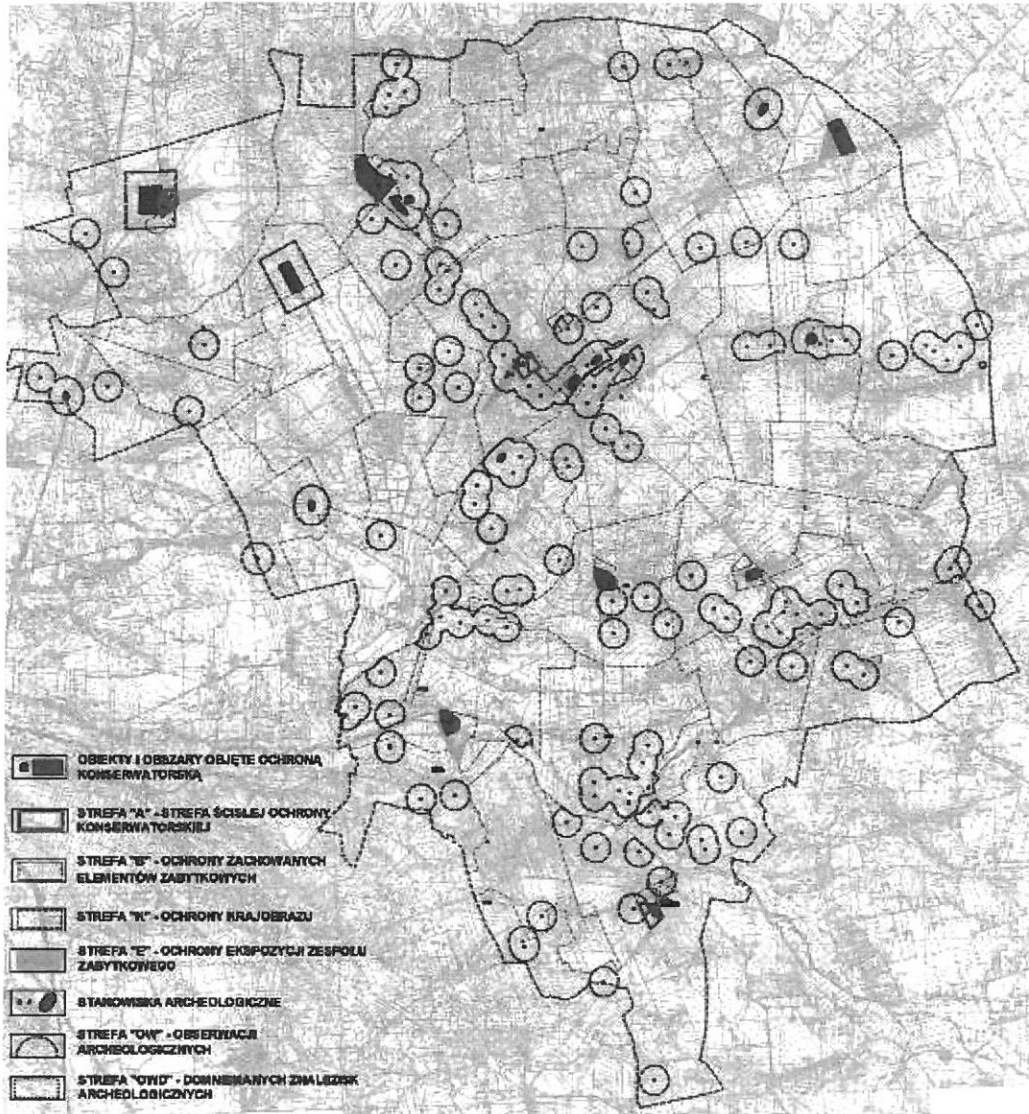 OBIEKTY I OBSZARY OBJĘTE OCHRONĄ
KONSERWATORSKĄ
STREFA "A" - STREFA ŚCISŁEJ OCHRONY
KONSERWATORSKIEJ
STREFA "B" - OCHRONY ZACHOWANYCH
ELEMENTÓW ZABYTKOWYCH
STREFA "K" - OCHRONY KRAJOBRAZU
STREFA "E" - OCHRONY EKSPOZYCJI ZESPOŁU
ZABYTKOWEGO
STANOWISKA ARCHEOLOGICZNE
STREFA "OW" - OBSERWACJI
ARCHEOLOGICZNYCH
STREFA "OWD" - DOMNIEMANYCH ZNALEZISK
ARCHEOLOGICZNYCH